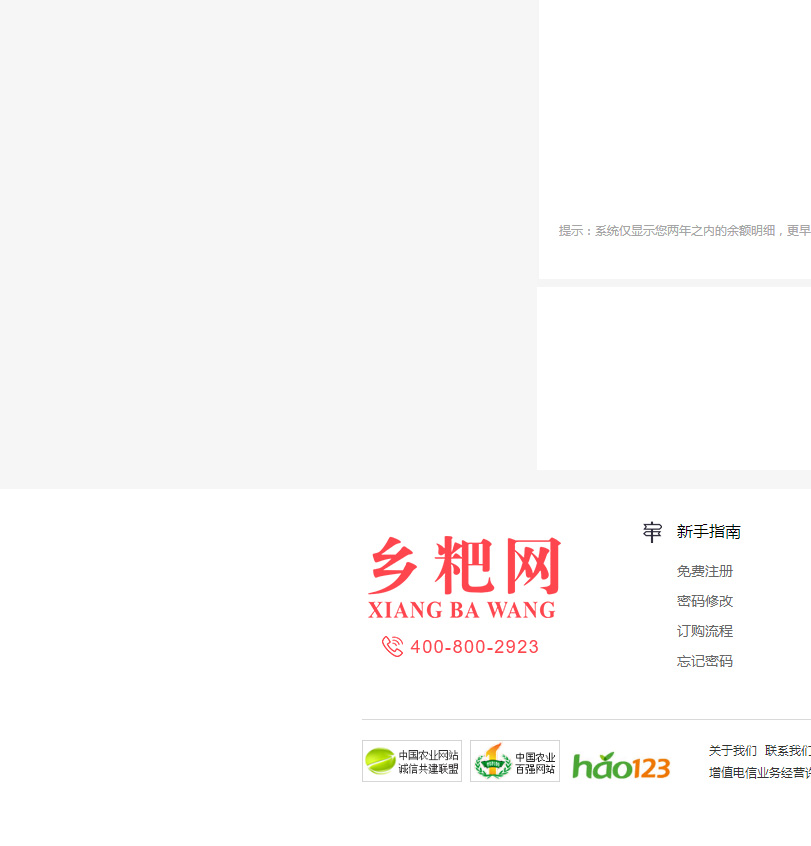 提示：系统仅显示您两年之内的余额明细，更早
乡粑网
XIANG BA WANG
400-800-2923
新手指南
免费注册
密码修改
订购流程
忘记密码
中国农业网站
诚信共建联盟
中国农业
百强网站
hao123
关于我们 联系我们
增值电信业务经营许